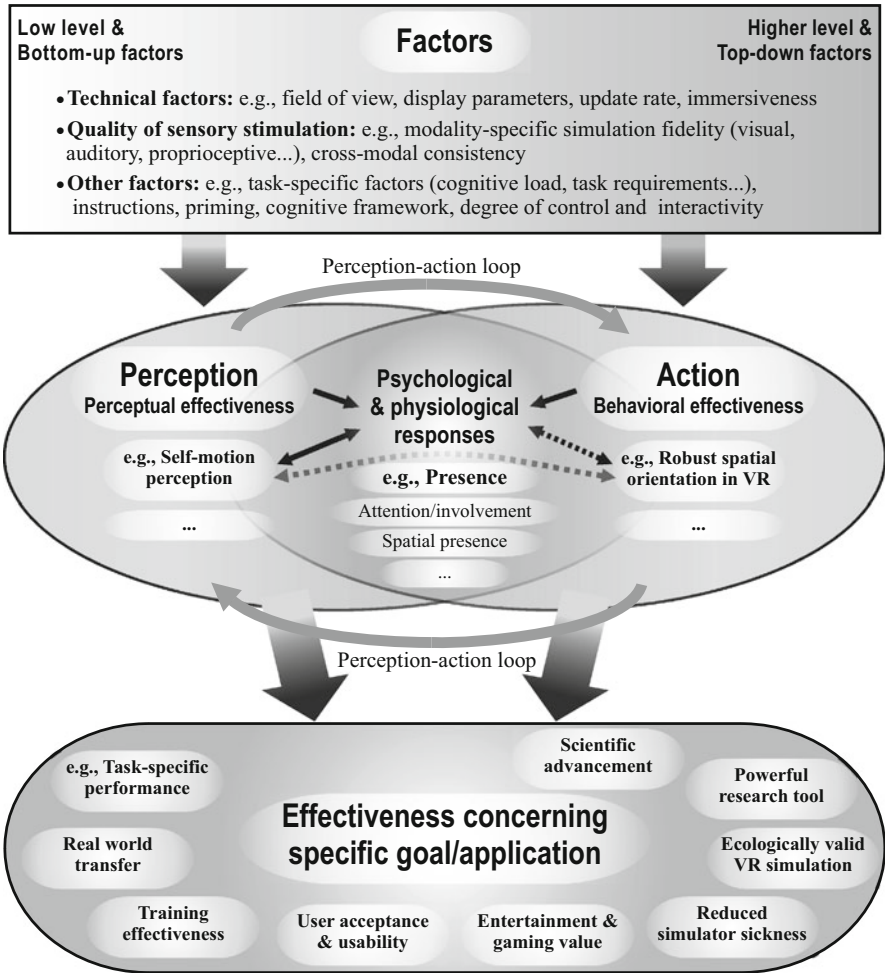 Low level &
Bottom-up factors
Factors
Higher level &
Top-down factors
• Technical factors: e.g., field of view, display parameters, update rate, immersiveness
• Quality of sensory stimulation: e.g., modality-specific simulation fidelity (visual,
auditory, proprioceptive...), cross-modal consistency
• Other factors: e.g., task-specific factors (cognitive load, task requirements...),
instructions, priming, cognitive framework, degree of control and interactivity
Perception-action loop
Perception
Perceptual effectiveness
e.g., Self-motion
perception
...
Psychological
& physiological
responses
e.g., Presence
Attention/involvement
Spatial presence
...
Action
Behavioral effectiveness
e.g., Robust spatial
orientation in VR
...
Perception-action loop
Scientific
advancement
e.g., Task-specific
performance
Powerful
research tool
Effectiveness concerning
specific goal/application
Real world
transfer
Ecologically valid
VR simulation
Training
effectiveness
User acceptance
& usability
Entertainment &
gaming value
Reduced
simulator sickness